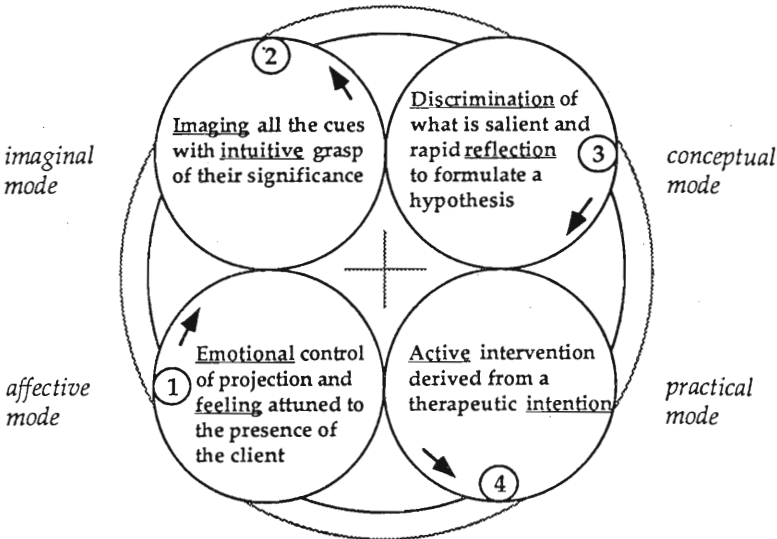 2
Imaging all the cues
with intuitive grasp
of their significance
imaginal
mode
Discrimination of
what is salient and
rapid reflection
to formulate a
hypothesis
3
conceptual
mode
affective
mode
1
Emotional control
of projection and
feeling attuned to
the presence of
the client
Active intervention
derived from a
therapeutic intention
4
practical
mode